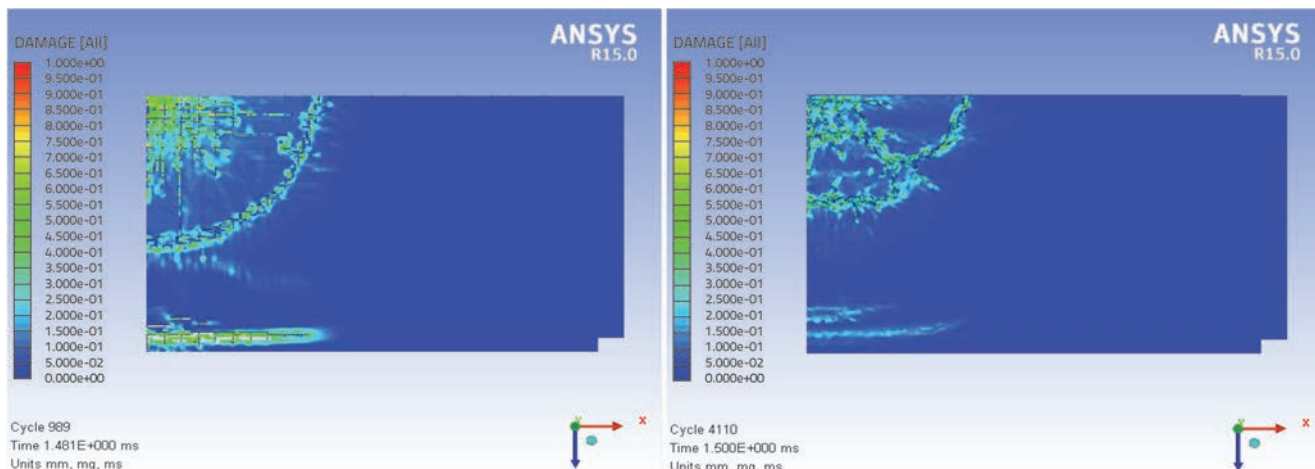 ANSYS
R15.0
DAMAGE [All]
1.000e+00
9.500e-01
9.000e-01
8.500e-01
8.000e-01
7.500e-01
7.000e-01
6.500e-01
6.000e-01
5.500e-01
5.000e-01
4.500e-01
4.000e-01
3.500e-01
3.000e-01
2.500e-01
2.000e-01
1.500e-01
1.000e-01
5.000e-02
0.000e+00
Cycle 989
Time 1.481E+000 ms
Units mm, mg, ms
Y
X
ANSYS
R15.0
DAMAGE [All]
1.000e+00
9.500e-01
9.000e-01
8.500e-01
8.000e-01
7.500e-01
7.000e-01
6.500e-01
6.000e-01
5.500e-01
5.000e-01
4.500e-01
4.000e-01
3.500e-01
3.000e-01
2.500e-01
2.000e-01
1.500e-01
1.000e-01
5.000e-02
0.000e+00
Cycle 4110
Time 1.500E+000 ms
Units mm, mg, ms
Y
X